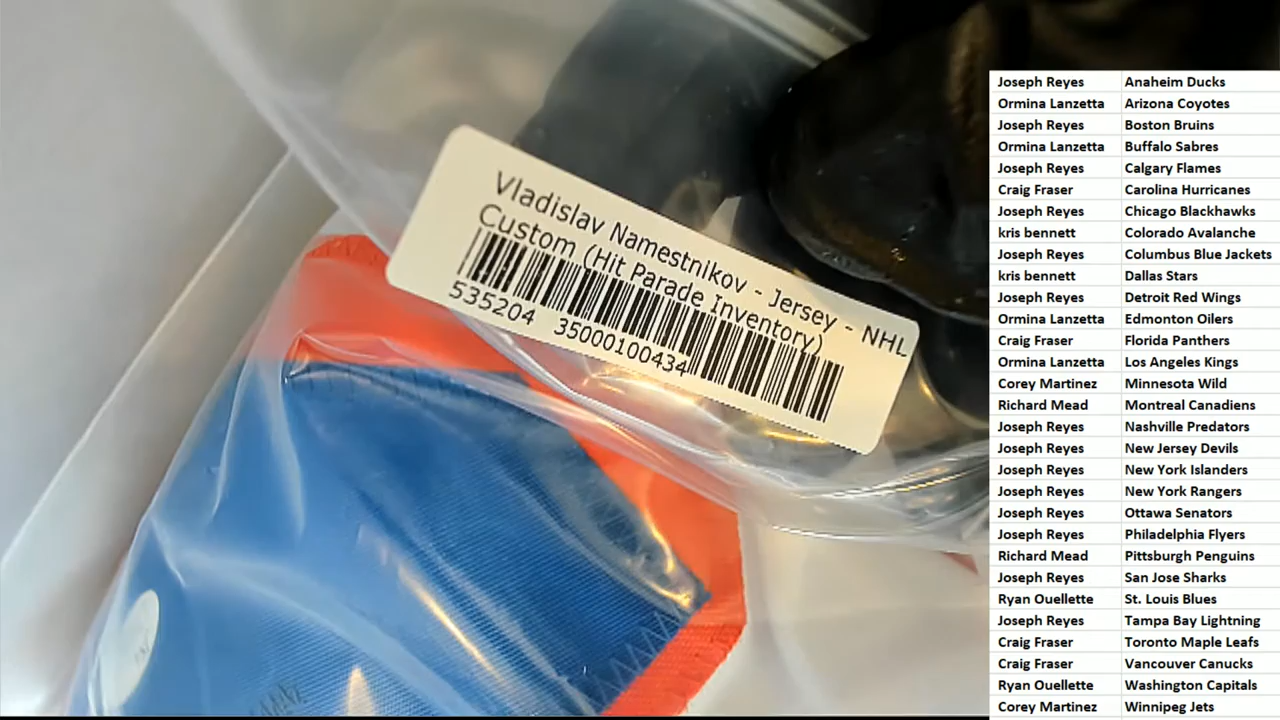 Vladislav Namestnikov - Jersey - NHL
Custom (Hit Parade Inventory)
535204 35000100434
Joseph Reyes Anaheim Ducks
Ormina Lanzetta Arizona Coyotes
Joseph Reyes Boston Bruins
Ormina Lanzetta Buffalo Sabres
Joseph Reyes Calgary Flames
Craig Fraser Carolina Hurricanes
Joseph Reyes Chicago Blackhawks
kris bennett Colorado Avalanche
Joseph Reyes Columbus Blue Jackets
kris bennett Dallas Stars
Joseph Reyes Detroit Red Wings
Ormina Lanzetta Edmonton Oilers
Craig Fraser Florida Panthers
Ormina Lanzetta Los Angeles Kings
Corey Martinez Minnesota Wild
Richard Mead Montreal Canadiens
Joseph Reyes Nashville Predators
Joseph Reyes New Jersey Devils
Joseph Reyes New York Islanders
Joseph Reyes New York Rangers
Joseph Reyes Ottawa Senators
Joseph Reyes Philadelphia Flyers
Richard Mead Pittsburgh Penguins
Joseph Reyes San Jose Sharks
Ryan Ouellette St. Louis Blues
Joseph Reyes Tampa Bay Lightning
Craig Fraser Toronto Maple Leafs
Craig Fraser Vancouver Canucks
Ryan Ouellette Washington Capitals
Corey Martinez Winnipeg Jets